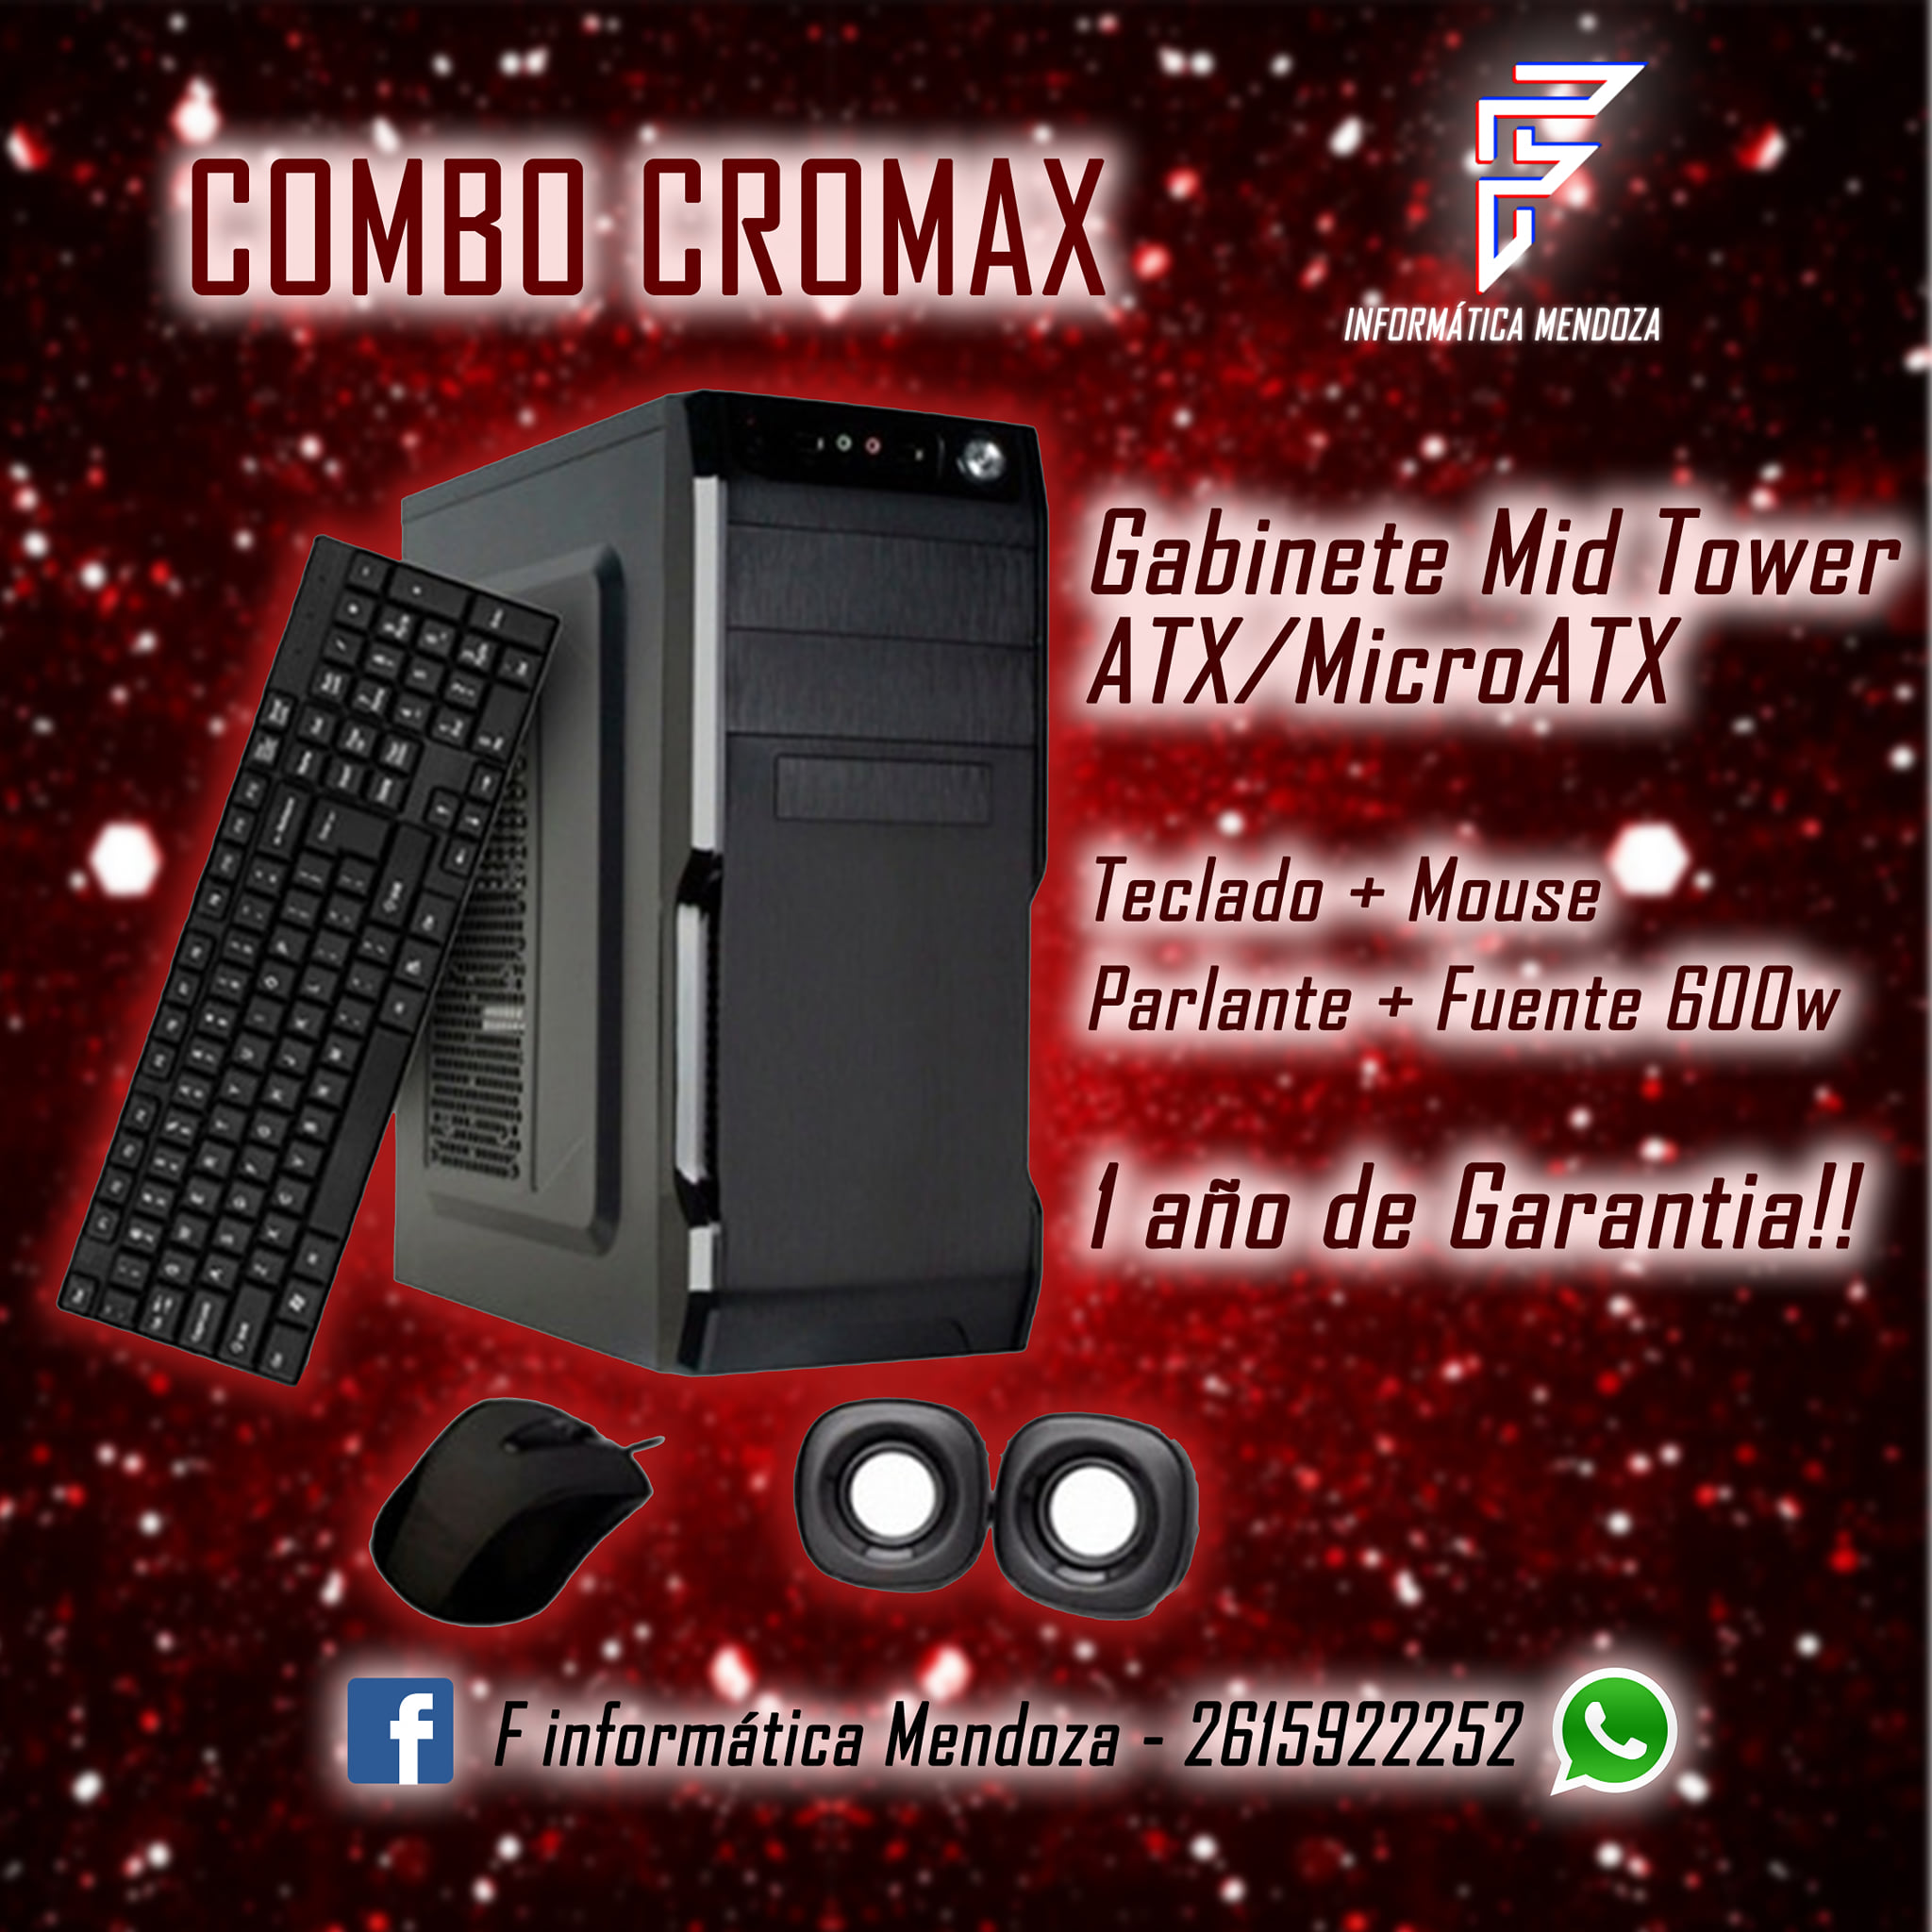 COMBO CROMAX
INFORMÁTICA MENDOZA
Gabinete Mid Tower
ATX/MicroATX
Teclado + Mouse
Parlante + Fuente 600w
1 año de Garantia!!
F informática Mendoza - 2615922252